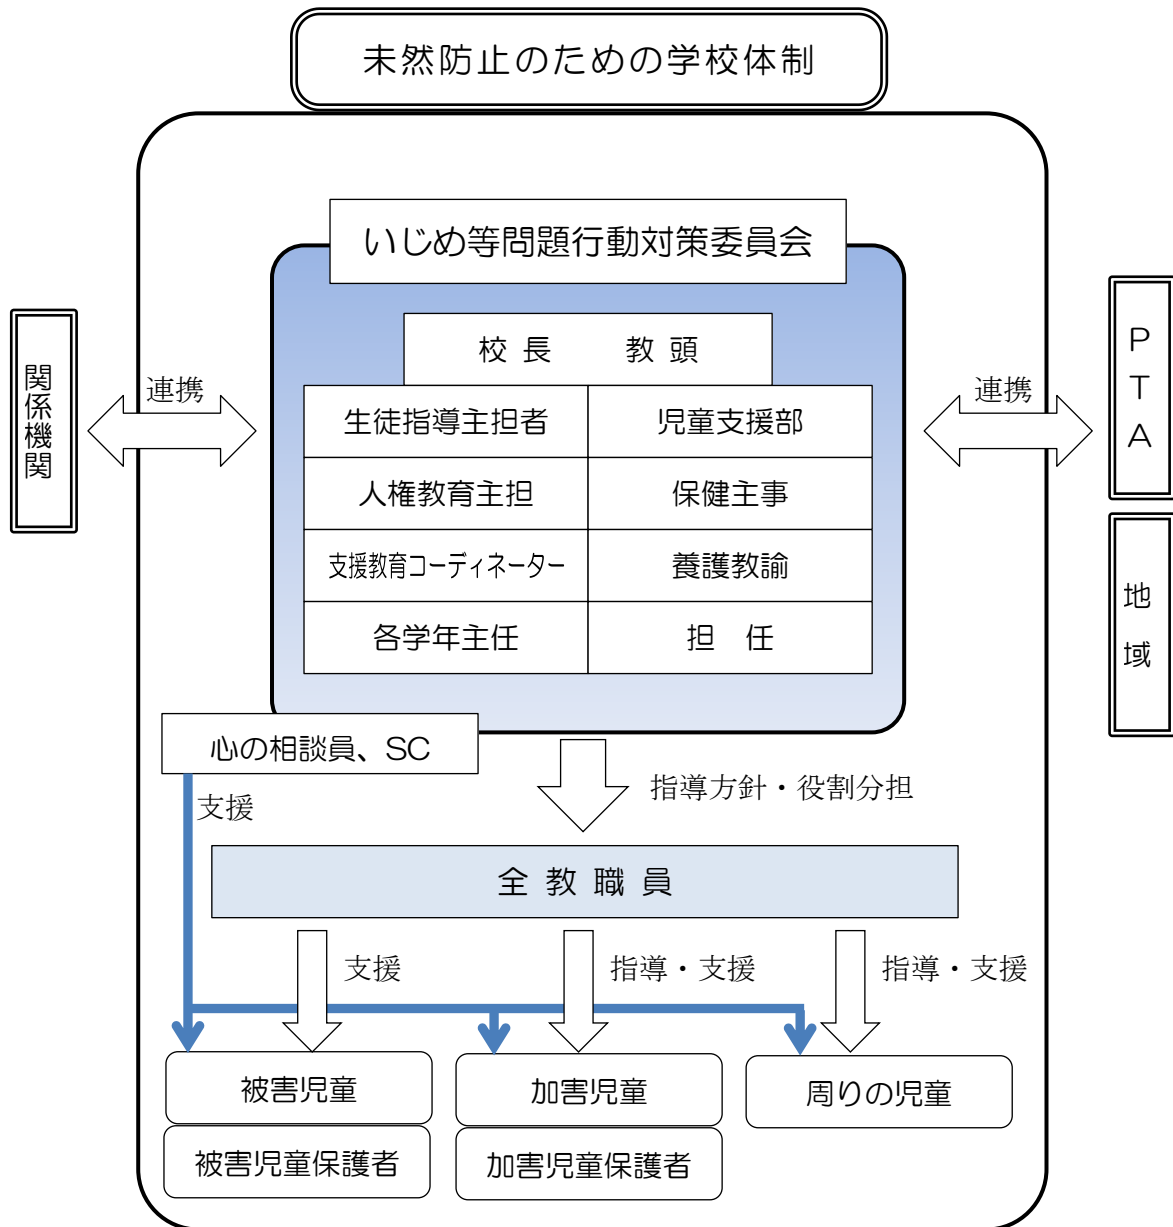 未然防止のための学校体制
いじめ等問題行動対策委員会
校長　教頭
生徒指導主担者　児童支援部
人権教育主担　保健主事
支援教育コーディネーター　養護教諭
各学年主任　担　任
関係機関
連携
連携
PTA
地域
心の相談員、SC
支援
指導方針・役割分担
全教職員
支援
指導・支援
指導・支援
被害児童
加害児童
周りの児童
被害児童保護者
加害児童保護者